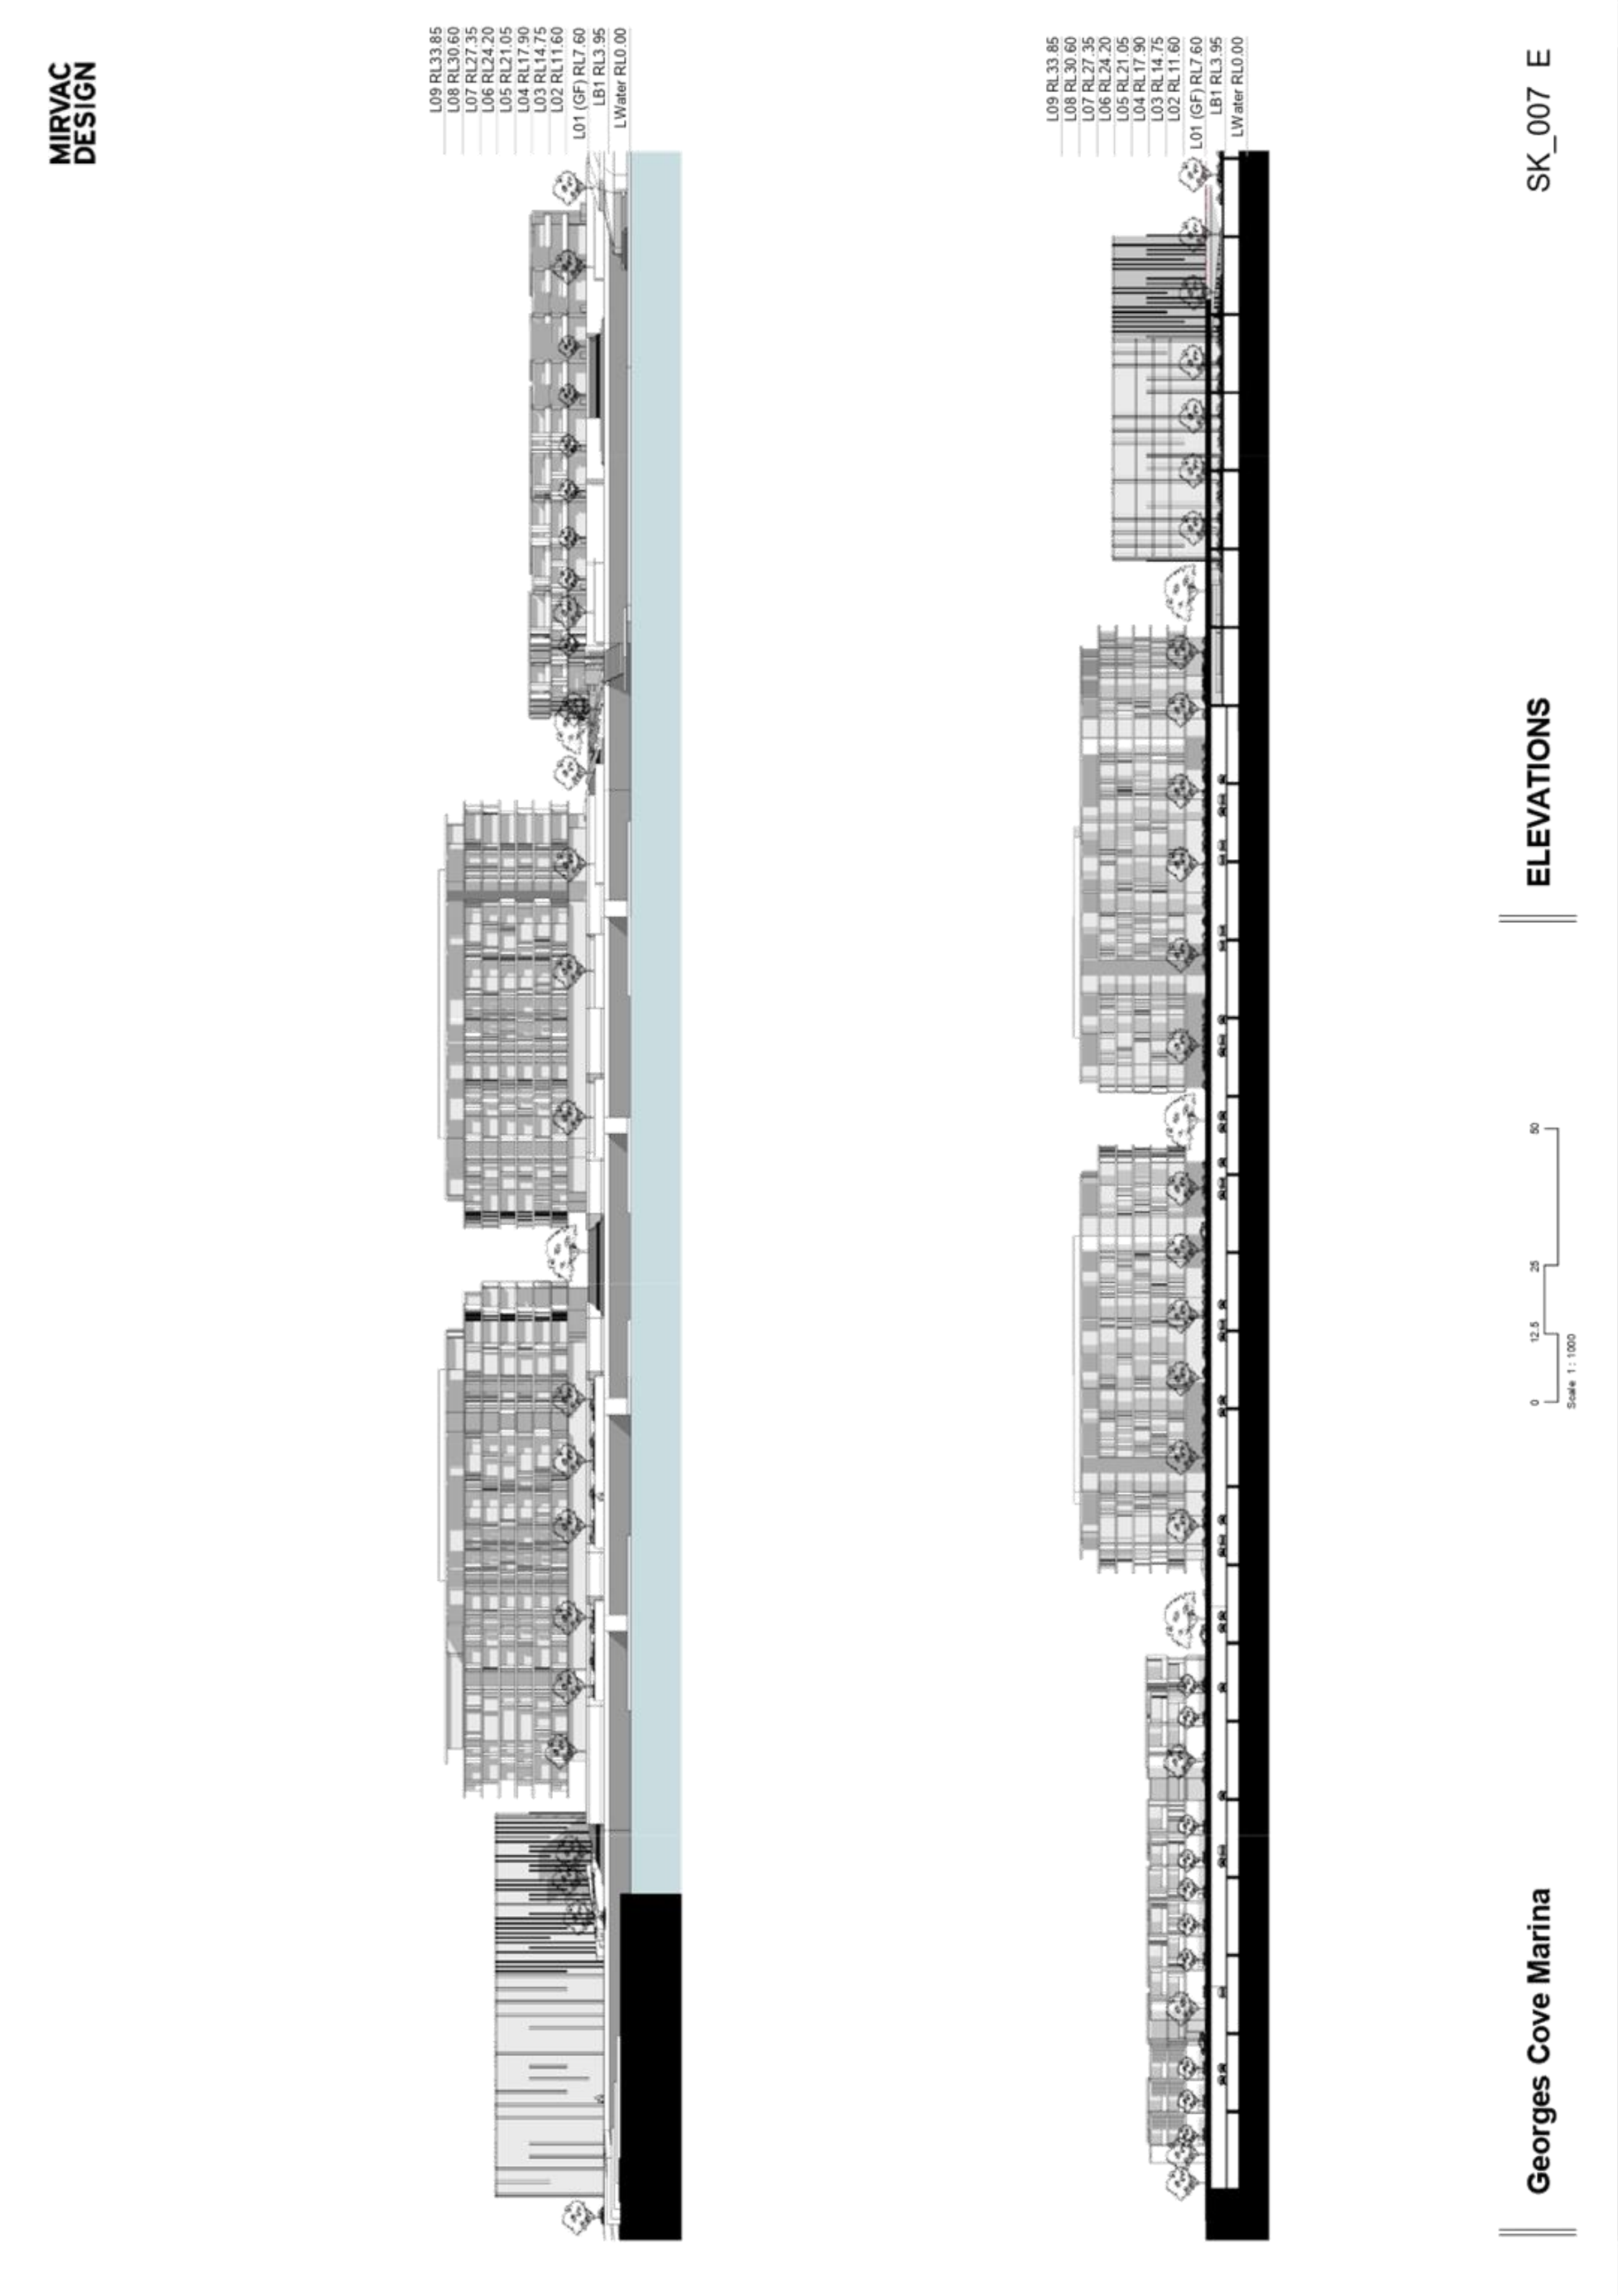 MIRVAC
DESIGN
L09 RL33.85
L08 RL30.60
L07 RL27.35
L06 RL24.20
L05 RL21.05
L04 RL17.90
L03 RL14.75
L02 RL11.60
L01 (GF) RL7.60
LB1 RL3.95
LWater RL0.00
L09 RL33.85
L08 RL30.60
L07 RL27.35
L06 RL24.20
L05 RL21.05
L04 RL17.90
L03 RL14.75
L02 RL11.60
L01 (GF) RL7.60
LB1 RL3.95
LWater RL0.00
Georges Cove Marina
0 12.5 25 50
Scale 1 : 1000
ELEVATIONS
SK_007 E